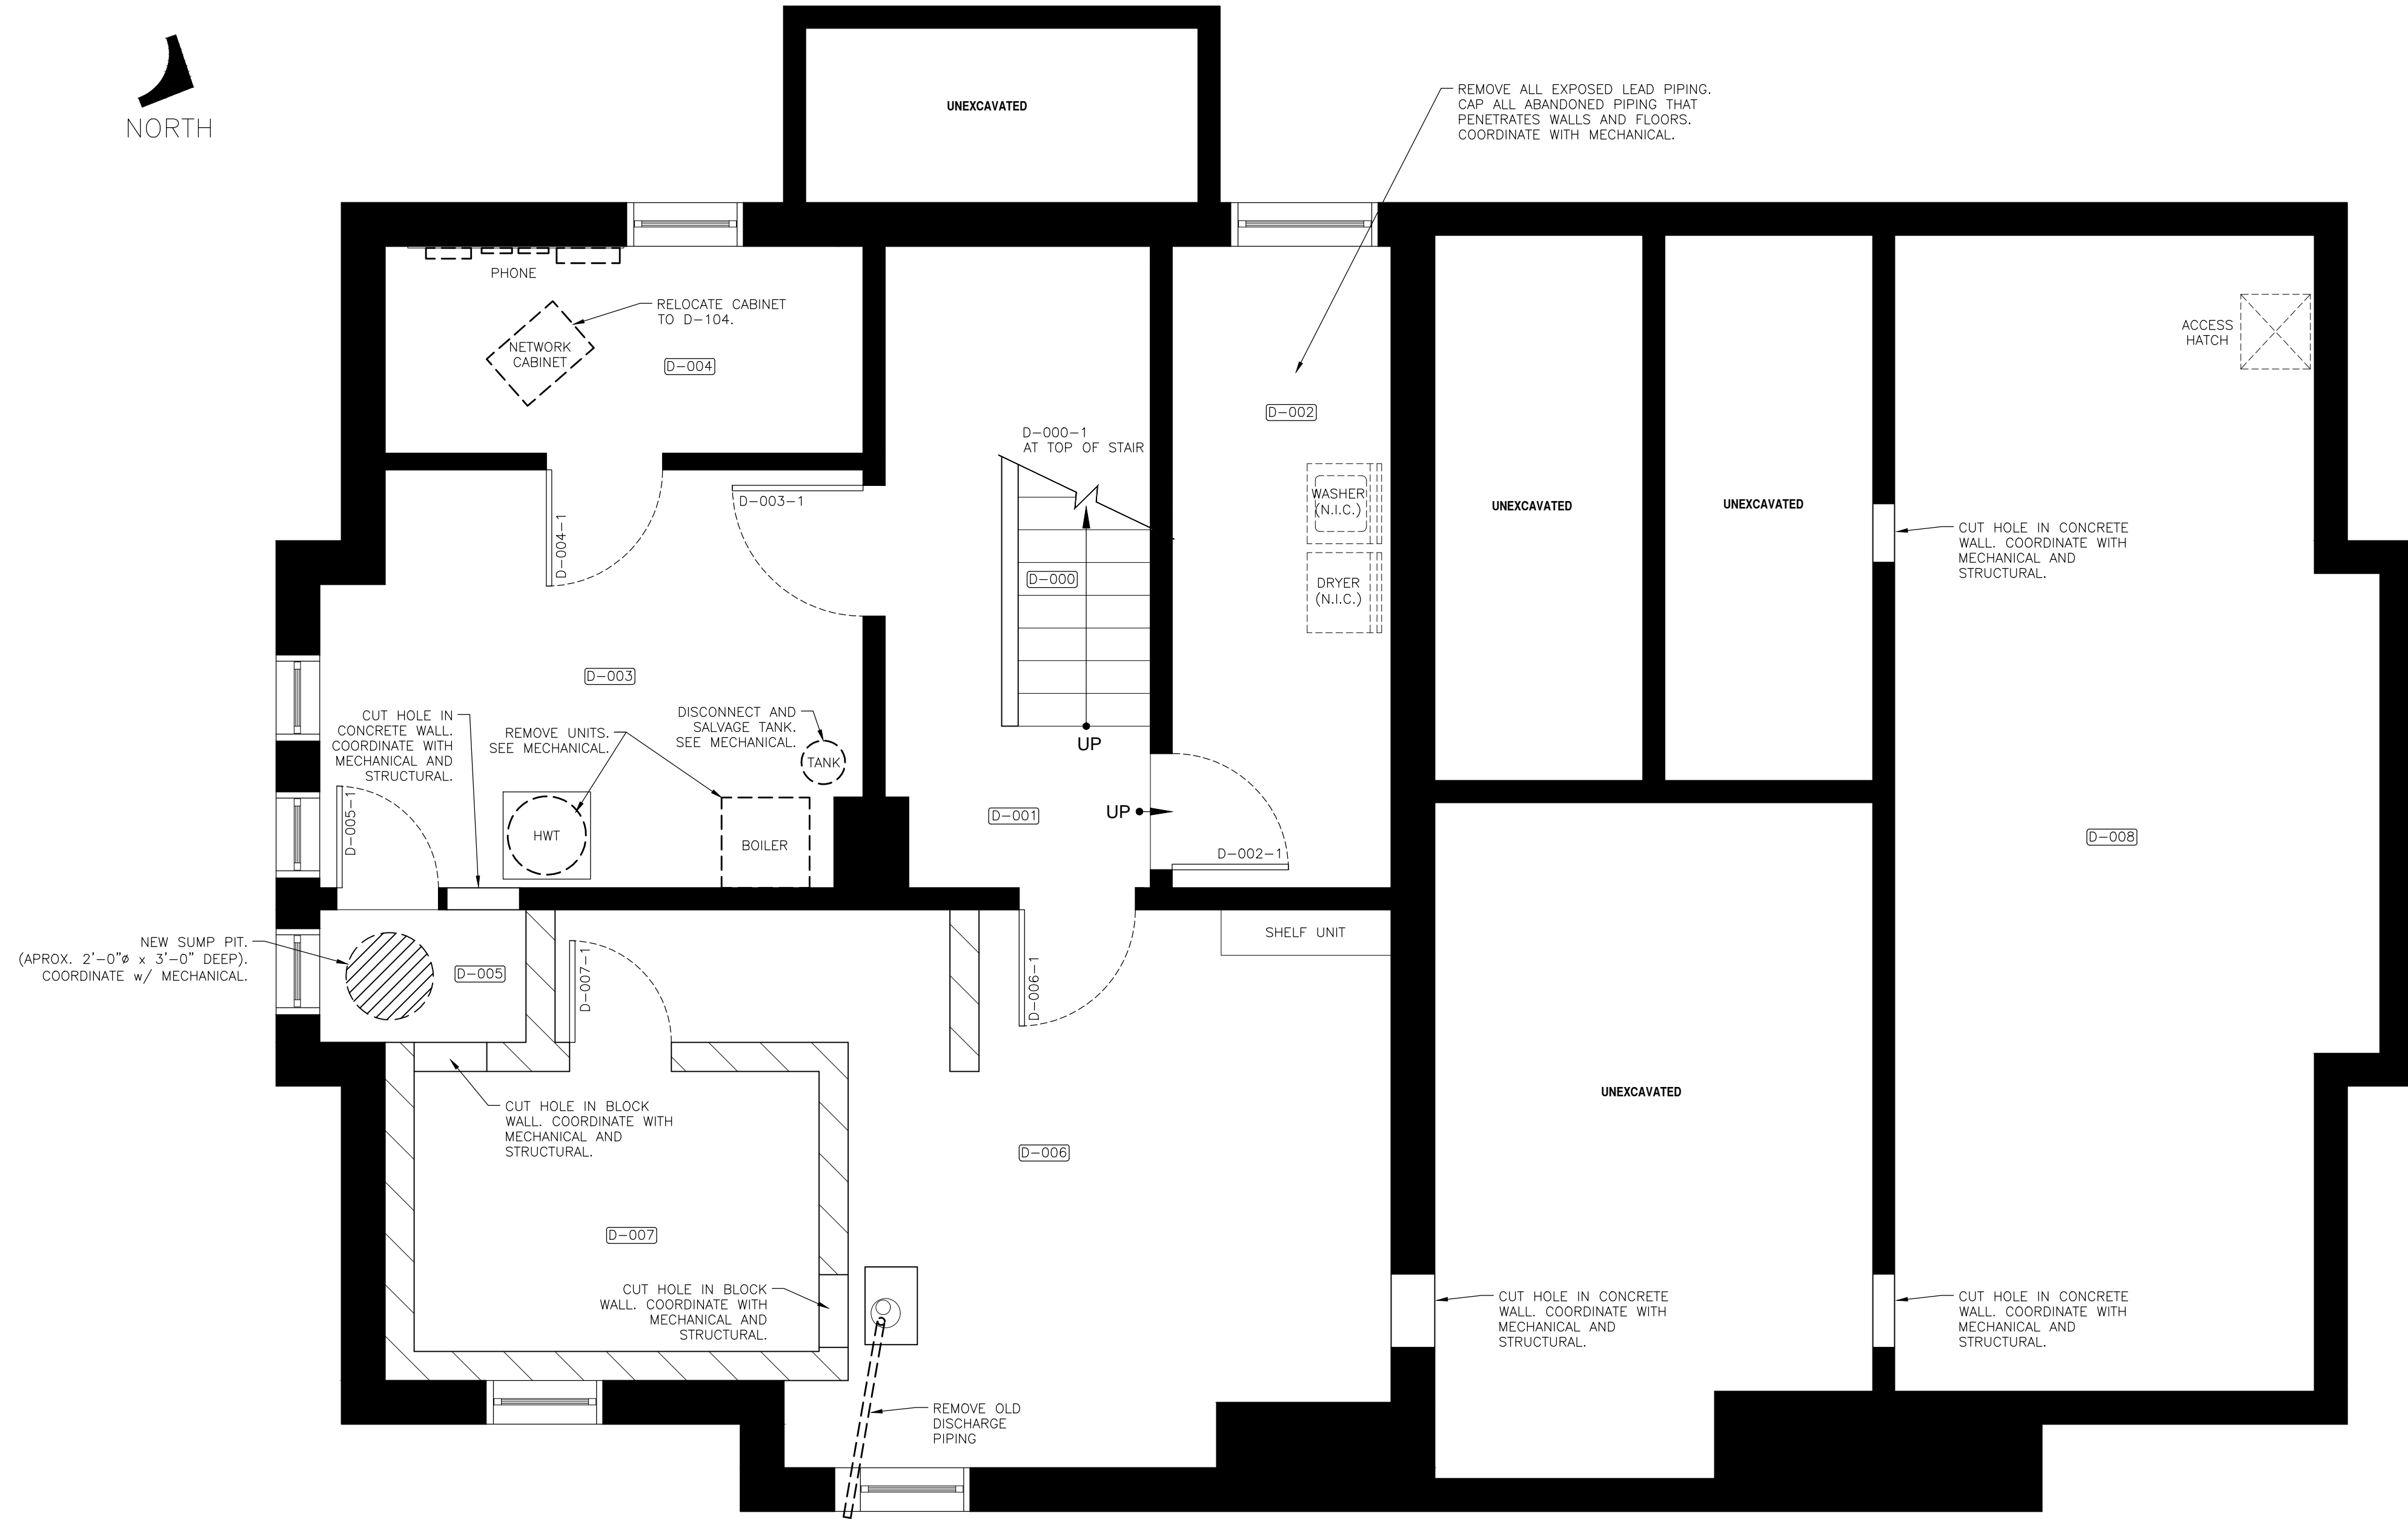 NORTH
UNEXCAVATED
REMOVE ALL EXPOSED LEAD PIPING.
CAP ALL ABANDONED PIPING THAT
PENETRATES WALLS AND FLOORS.
COORDINATE WITH MECHANICAL.
PHONE
RELOCATE CABINET
TO D-104.
NETWORK
CABINET
D-004
ACCESS
HATCH
D-002
D-000-1
AT TOP OF STAIR
D-003-1
D-004-1
WASHER
(N.I.C.)
UNEXCAVATED
UNEXCAVATED
CUT HOLE IN CONCRETE
WALL. COORDINATE WITH
MECHANICAL AND
STRUCTURAL.
D-000
DRYER
(N.I.C.)
D-003
CUT HOLE IN
CONCRETE WALL.
COORDINATE WITH
MECHANICAL AND
STRUCTURAL.
REMOVE UNITS.
SEE MECHANICAL.
DISCONNECT AND
SALVAGE TANK.
SEE MECHANICAL.
TANK
UP
D-005-1
HWT
BOILER
D-001
UP
D-002-1
D-008
NEW SUMP PIT.
(APROX. 2'-0"ø x 3'-0" DEEP).
COORDINATE w/ MECHANICAL.
D-005
D-007-1
D-006-1
SHELF UNIT
CUT HOLE IN BLOCK
WALL. COORDINATE WITH
MECHANICAL AND
STRUCTURAL.
D-006
UNEXCAVATED
D-007
CUT HOLE IN BLOCK
WALL. COORDINATE WITH
MECHANICAL AND
STRUCTURAL.
CUT HOLE IN CONCRETE
WALL. COORDINATE WITH
MECHANICAL AND
STRUCTURAL.
CUT HOLE IN CONCRETE
WALL. COORDINATE WITH
MECHANICAL AND
STRUCTURAL.
REMOVE OLD
DISCHARGE
PIPING